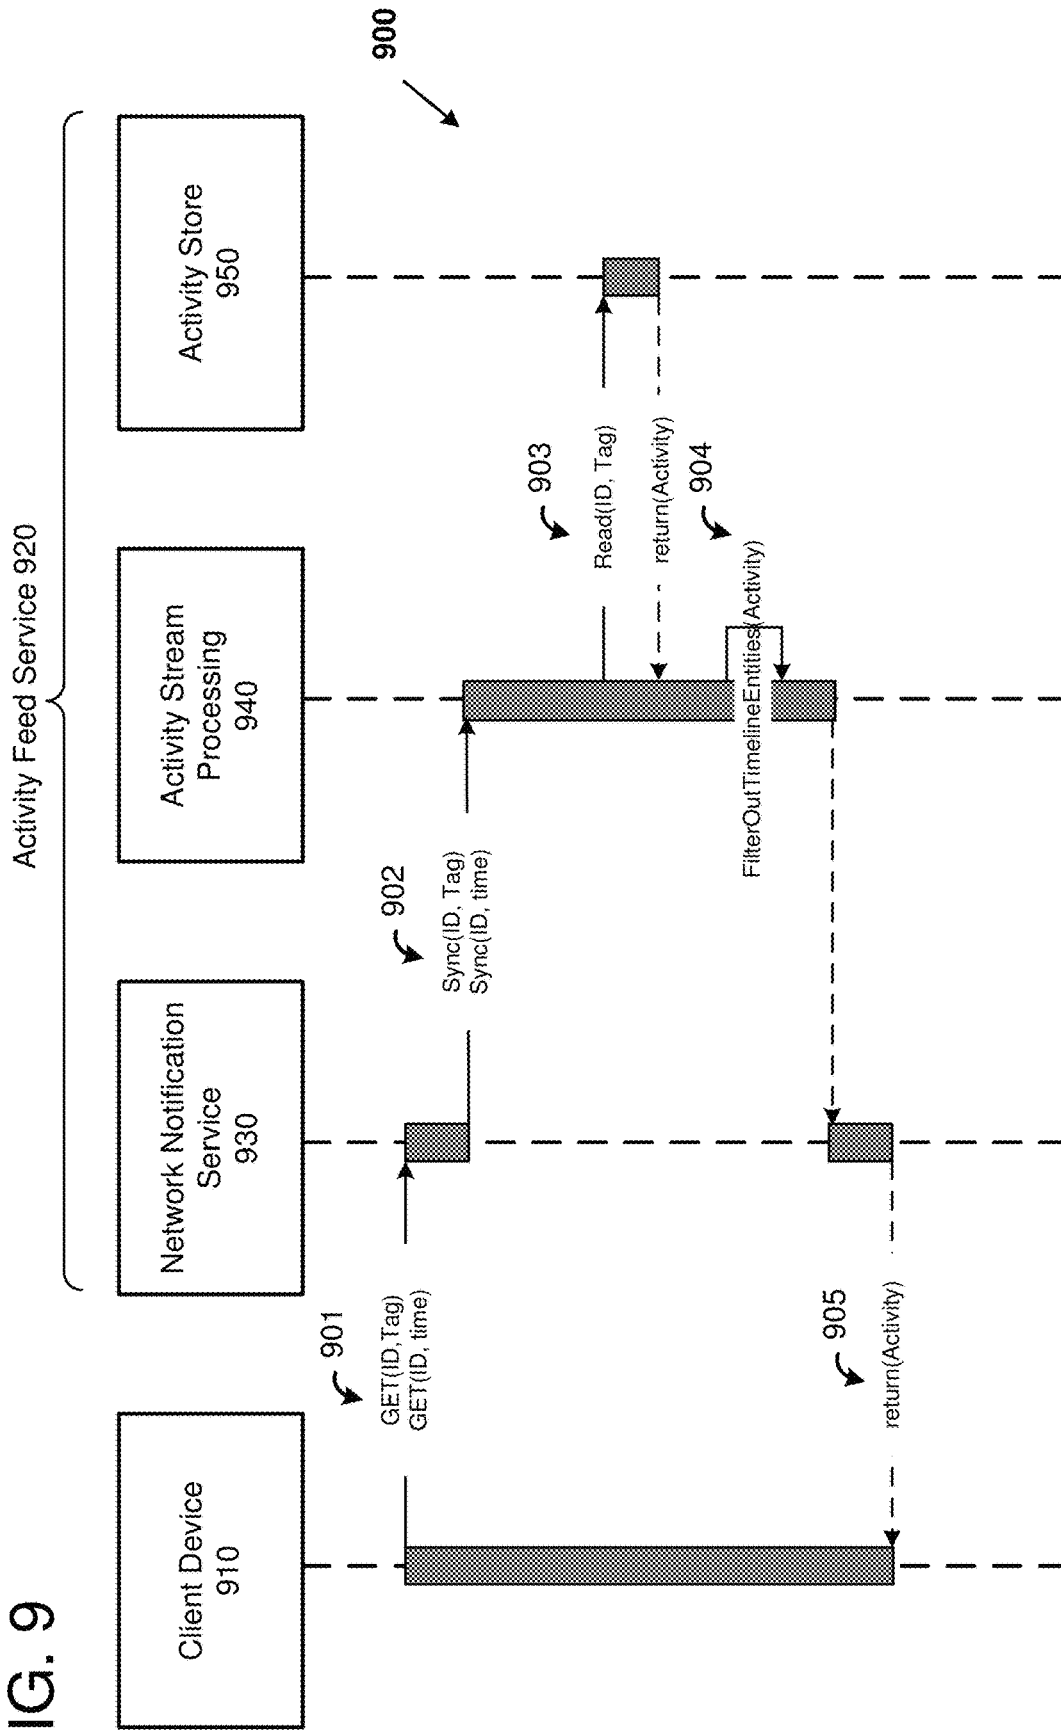 IG. 9
Activity Feed Service 920
Client Device
910
Network Notification
Service
930
Activity Stream
Processing
940
Activity Store
950
900
901
GET(ID,Tag)
GET(ID, time)
902
Sync(ID, Tag)
Sync(ID, time)
903
Read(ID, Tag)
return(Activity)
904
FilterOutTimelineEntities(Activity)
905
return(Activity)